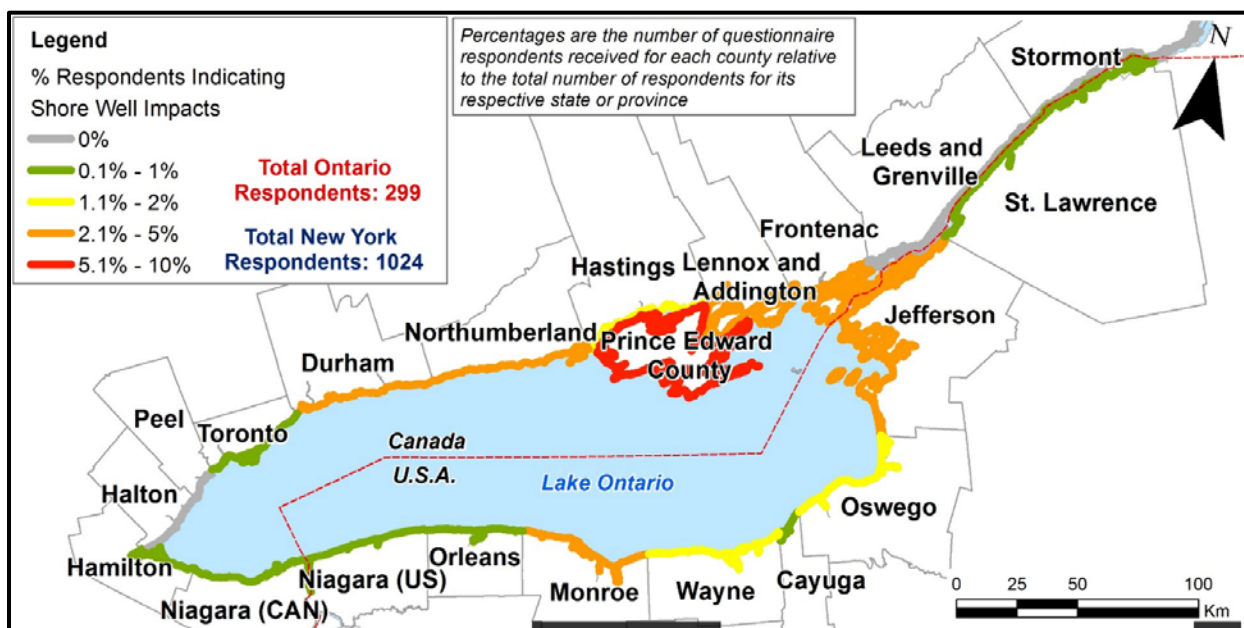 Legend
% Respondents Indicating
Shore Well Impacts
0%
0.1% - 1%
1.1% - 2%
2.1% - 5%
5.1% - 10%
Total Ontario
Respondents: 299
Total New York
Respondents: 1024
Percentages are the number of questionnaire
respondents received for each county relative
to the total number of respondents for its
respective state or province
N
Stormont
Leeds and
Grenville
St. Lawrence
Frontenac
Hastings
Lennox and
Addington
Jefferson
Northumberland
Prince Edward
County
Durham
Peel
Toronto
Canada
U.S.A.
Lake Ontario
Halton
Oswego
Hamilton
Orleans
Niagara (US)
Niagara (CAN)
Monroe
Wayne
Cayuga
0 25 50 100
Km